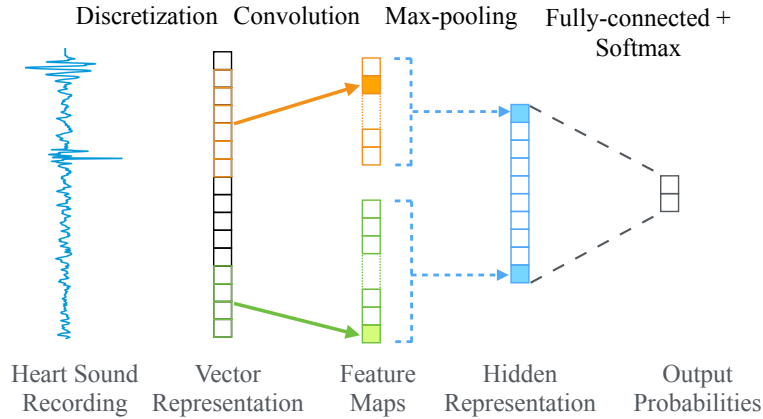 Discretization Convolution Max-pooling Fully-connected +
Softmax
Heart Sound Vector Feature Hidden Output
Recording Representation Maps Representation Probabilities